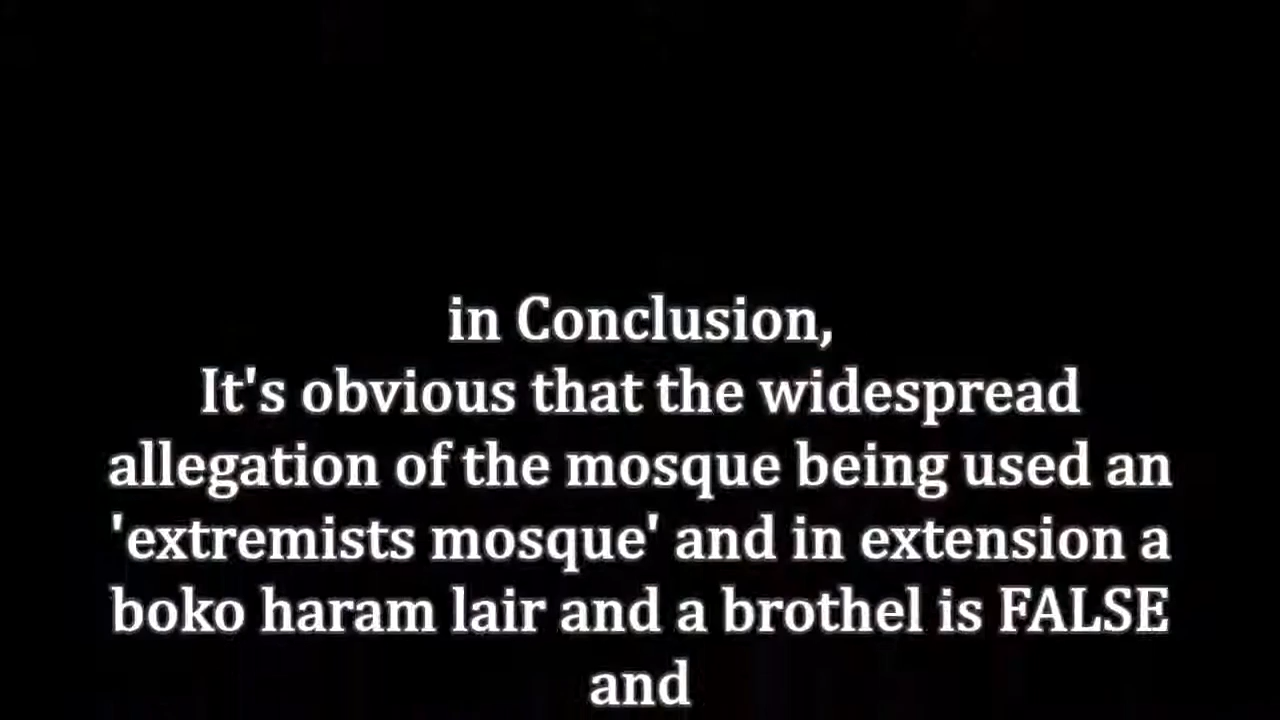 in Conclusion,
It's obvious that the widespread
allegation of the mosque being used an
'extremists mosque' and in extension a
boko haram lair and a brothel is FALSE
and